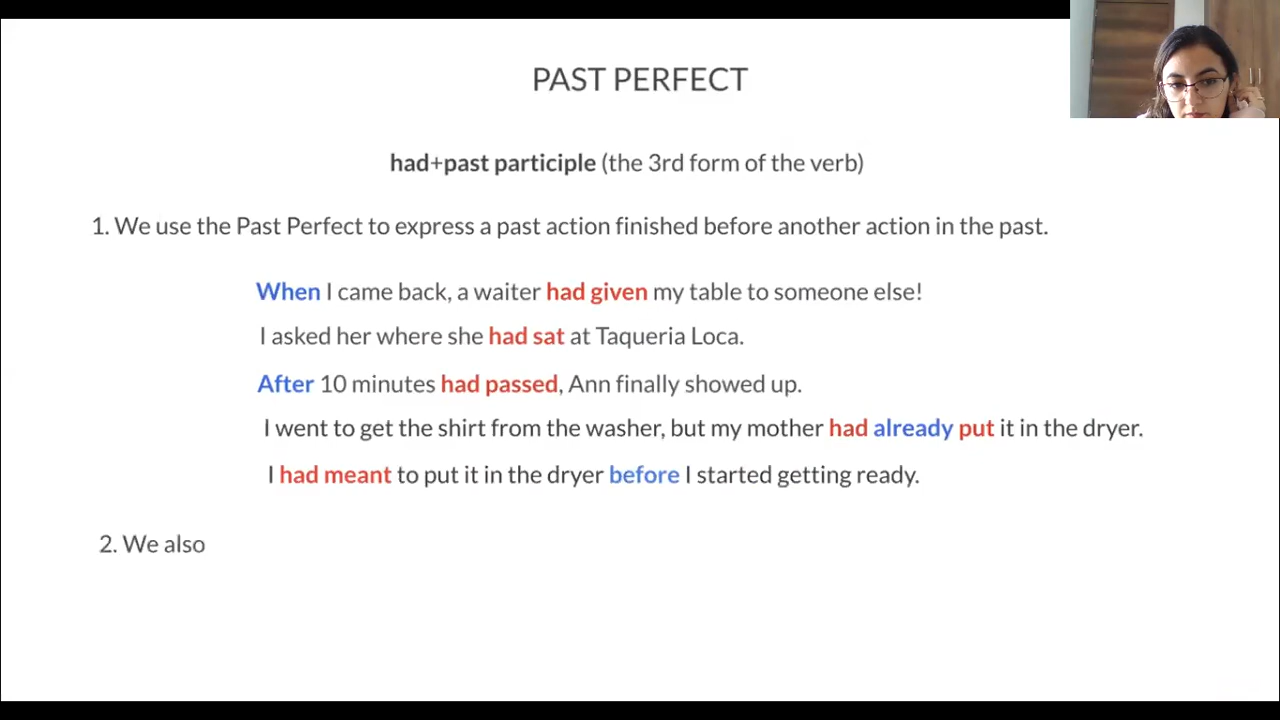 PAST PERFECT
had+past participle (the 3rd form of the verb)
1. We use the Past Perfect to express a past action finished before another action in the past.
When I came back, a waiter had given my table to someone else!
I asked her where she had sat at Taqueria Loca.
After 10 minutes had passed, Ann finally showed up.
I went to get the shirt from the washer, but my mother had already put it in the dryer.
I had meant to put it in the dryer before I started getting ready.
2. We also